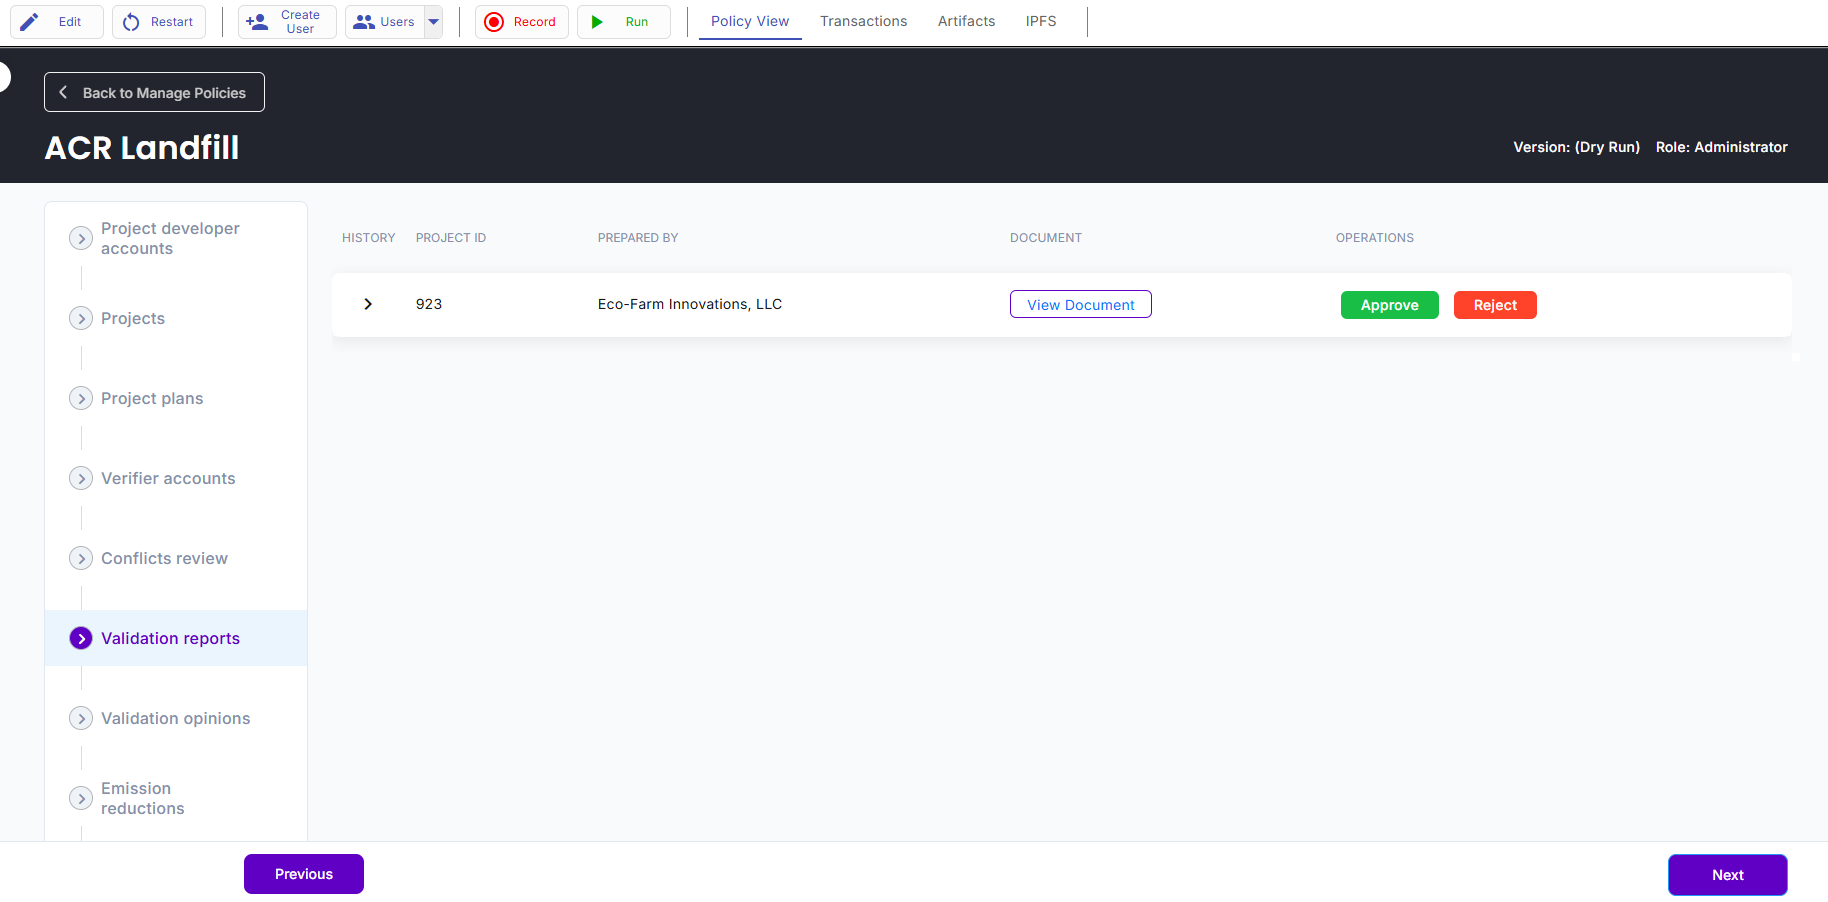 Edit
Restart
Create
User
Users
Record
Run
Policy View
Transactions
Artifacts
IPFS
Back to Manage Policies
ACR Landfill
Version: (Dry Run) Role: Administrator
Project developer
accounts
Projects
Project plans
Verifier accounts
Conflicts review
Validation reports
Validation opinions
Emission
reductions
HISTORY PROJECT ID PREPARED BY DOCUMENT OPERATIONS
923 Eco-Farm Innovations, LLC View Document Approve Reject
Previous
Next